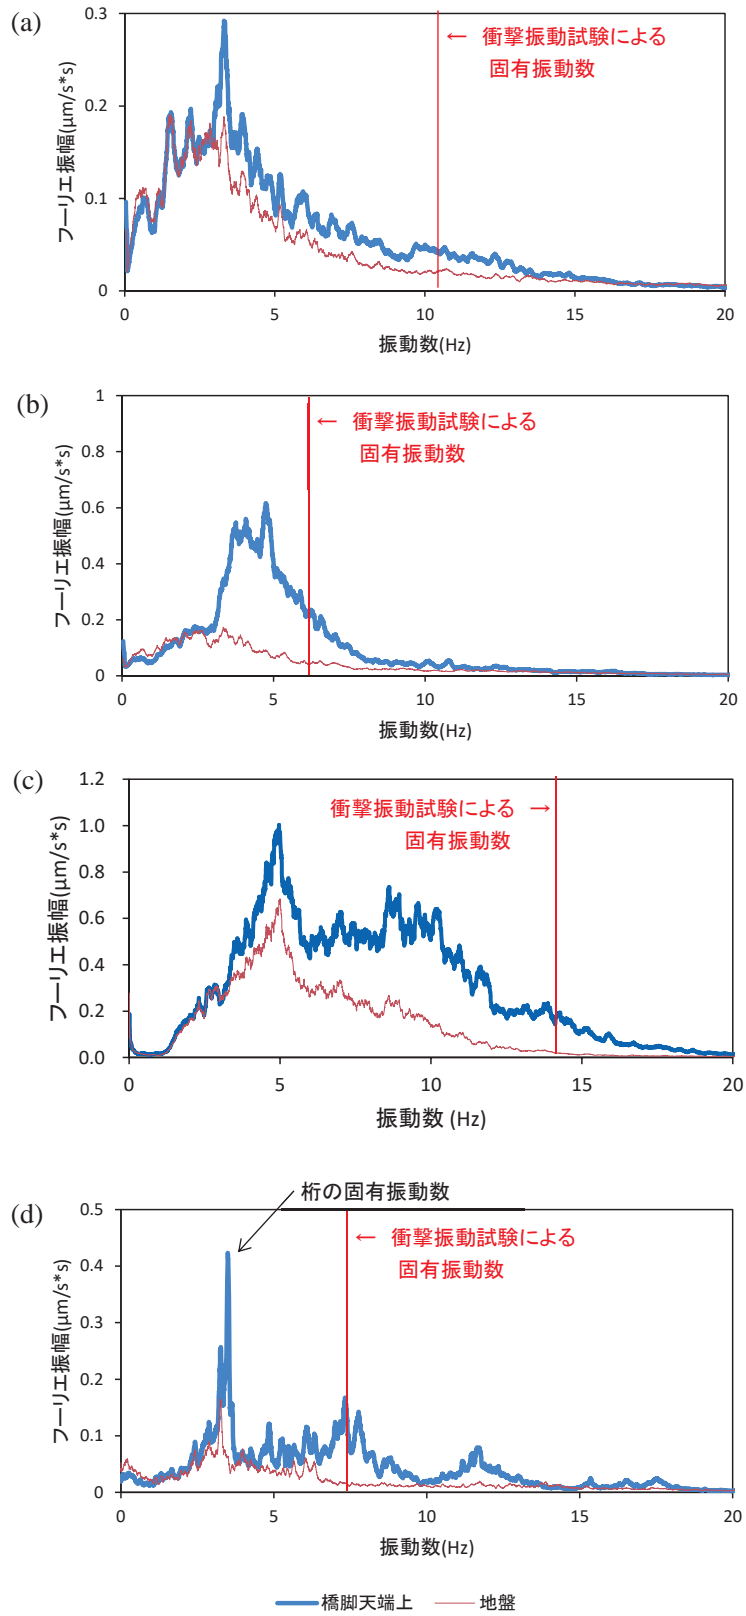 (a)
0.3
0.2
0.1
0
フーリエ振幅(μm/s*s)
← 衝撃振動試験による
固有振動数
0 5 10 15 20
振動数(Hz)
(b)
1
0.8
0.6
0.4
0.2
0
フーリエ振幅(μm/s*s)
← 衝撃振動試験による
固有振動数
0 5 10 15 20
振動数(Hz)
(c)
1.2
1.0
0.8
0.6
0.4
0.2
0.0
フーリエ振幅(μm/s*s)
衝撃振動試験による →
固有振動数
0 5 10 15 20
振動数 (Hz)
桁の固有振動数
(d)
0.5
0.4
0.3
0.2
0.1
0
フーリエ振幅(μm/s*s)
← 衝撃振動試験による
固有振動数
0 5 10 15 20
振動数(Hz)
橋脚天端上 地盤